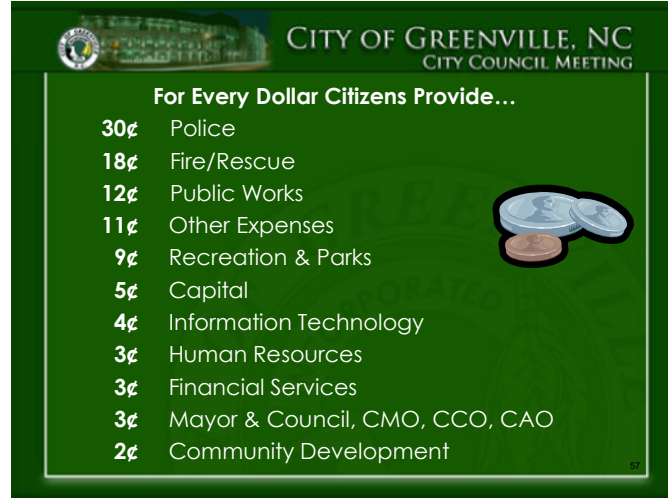 CITY OF GREENVILLE, NC
CITY COUNCIL MEETING
For Every Dollar Citizens Provide…
30¢ Police
18¢ Fire/Rescue
12¢ Public Works
11¢ Other Expenses
9¢ Recreation & Parks
5¢ Capital
4¢ Information Technology
3¢ Human Resources
3¢ Financial Services
3¢ Mayor & Council, CMO, CCO, CAO
2¢ Community Development
57